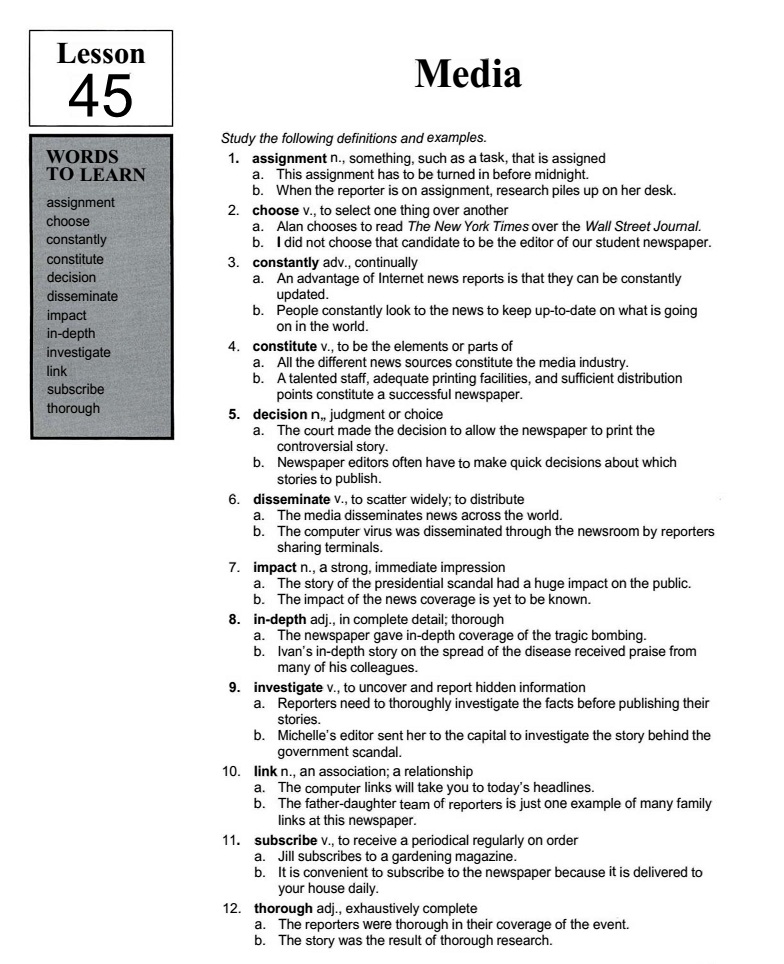 Lesson
45
Media
WORDS
TO LEARN
assignment
choose
constantly
constitute
decision
disseminate
impact
in-depth
investigate
link
subscribe
thorough
Study the following definitions and examples.
1. assignment n., something, such as a task, that is assigned
a. This assignment has to be turned in before midnight.
b. When the reporter is on assignment, research piles up on her desk.
2. choose v., to select one thing over another
a. Alan chooses to read The New York Times over the Wall Street Journal.
b. I did not choose that candidate to be the editor of our student newspaper.
3. constantly adv., continually
a. An advantage of Internet news reports is that they can be constantly
updated.
b. People constantly look to the news to keep up-to-date on what is going
on in the world.
4. constitute v., to be the elements or parts of
a. All the different news sources constitute the media industry.
b. A talented staff, adequate printing facilities, and sufficient distribution
points constitute a successful newspaper.
5. decision n., judgment or choice
a. The court made the decision to allow the newspaper to print the
controversial story.
b. Newspaper editors often have to make quick decisions about which
stories to publish.
6. disseminate v., to scatter widely; to distribute
a. The media disseminates news across the world.
b. The computer virus was disseminated through the newsroom by reporters
sharing terminals.
7. impact n., a strong, immediate impression
a. The story of the presidential scandal had a huge impact on the public.
b. The impact of the news coverage is yet to be known.
8. in-depth adj., in complete detail; thorough
a. The newspaper gave in-depth coverage of the tragic bombing.
b. Ivan's in-depth story on the spread of the disease received praise from
many of his colleagues.
9. investigate v., to uncover and report hidden information
a. Reporters need to thoroughly investigate the facts before publishing their
stories.
b. Michelle's editor sent her to the capital to investigate the story behind the
government scandal.
10. link n., an association; a relationship
a. The computer links will take you to today's headlines.
b. The father-daughter team of reporters is just one example of many family
links at this newspaper.
11. subscribe v., to receive a periodical regularly on order
a. Jill subscribes to a gardening magazine.
b. It is convenient to subscribe to the newspaper because it is delivered to
your house daily.
12. thorough adj., exhaustively complete
a. The reporters were thorough in their coverage of the event.
b. The story was the result of thorough research.